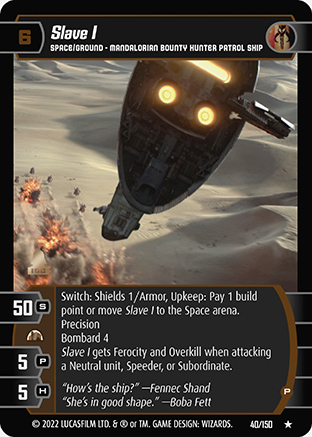 6
Slave I
SPACE/GROUND - MANDALORIAN BOUNTY HUNTER PATROL SHIP
50 S
Switch: Shields 1/Armor, Upkeep: Pay 1 build
point or move Slave I to the Space arena.
Precision
Bombard 4
5 P
Slave I gets Ferocity and Overkill when attacking
a Neutral unit, Speeder, or Subordinate.
5 H
“How's the ship?” —Fennec Shand
“She's in good shape.” —Boba Fett
P
© 2022 LUCASFILM LTD. & ® OR TM. GAME DESIGN: WIZARDS.
40/150